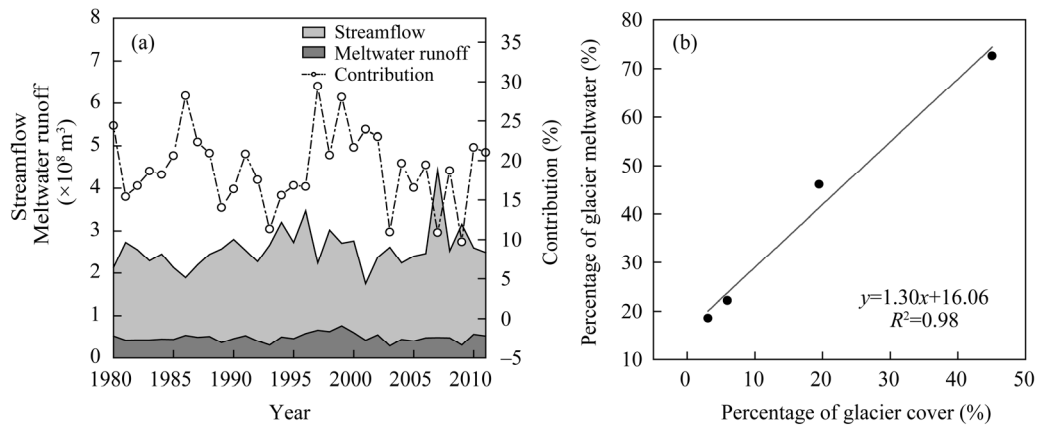 (a)
Streamflow
Meltwater runoff
Contribution
Streamflow
Meltwater runoff
(×10⁸ m³)
8
7
6
5
4
3
2
1
0
1980 1985 1990 1995 2000 2005 2010
Year
35
30
25
20
15
10
5
0
−5
Contribution (%)
(b)
Percentage of glacier meltwater (%)
70
60
50
40
30
20
10
y=1.30x+16.06
R²=0.98
0 10 20 30 40 50
Percentage of glacier cover (%)